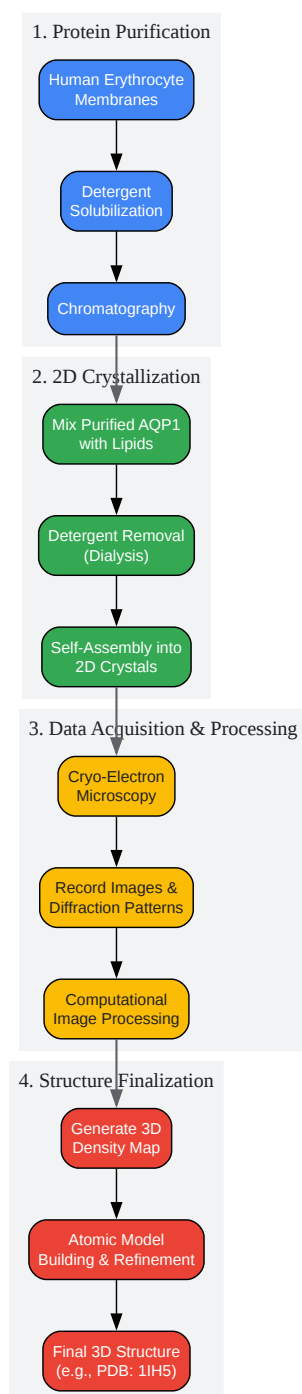 1. Protein Purification
Human Erythrocyte
Membranes
Detergent
Solubilization
Chromatography
2. 2D Crystallization
Mix Purified AQP1
with Lipids
Detergent Removal
(Dialysis)
Self-Assembly into
2D Crystals
3. Data Acquisition & Processing
Cryo-Electron
Microscopy
Record Images &
Diffraction Patterns
Computational
Image Processing
4. Structure Finalization
Generate 3D
Density Map
Atomic Model
Building & Refinement
Final 3D Structure
(e.g., PDB: 1IH5)